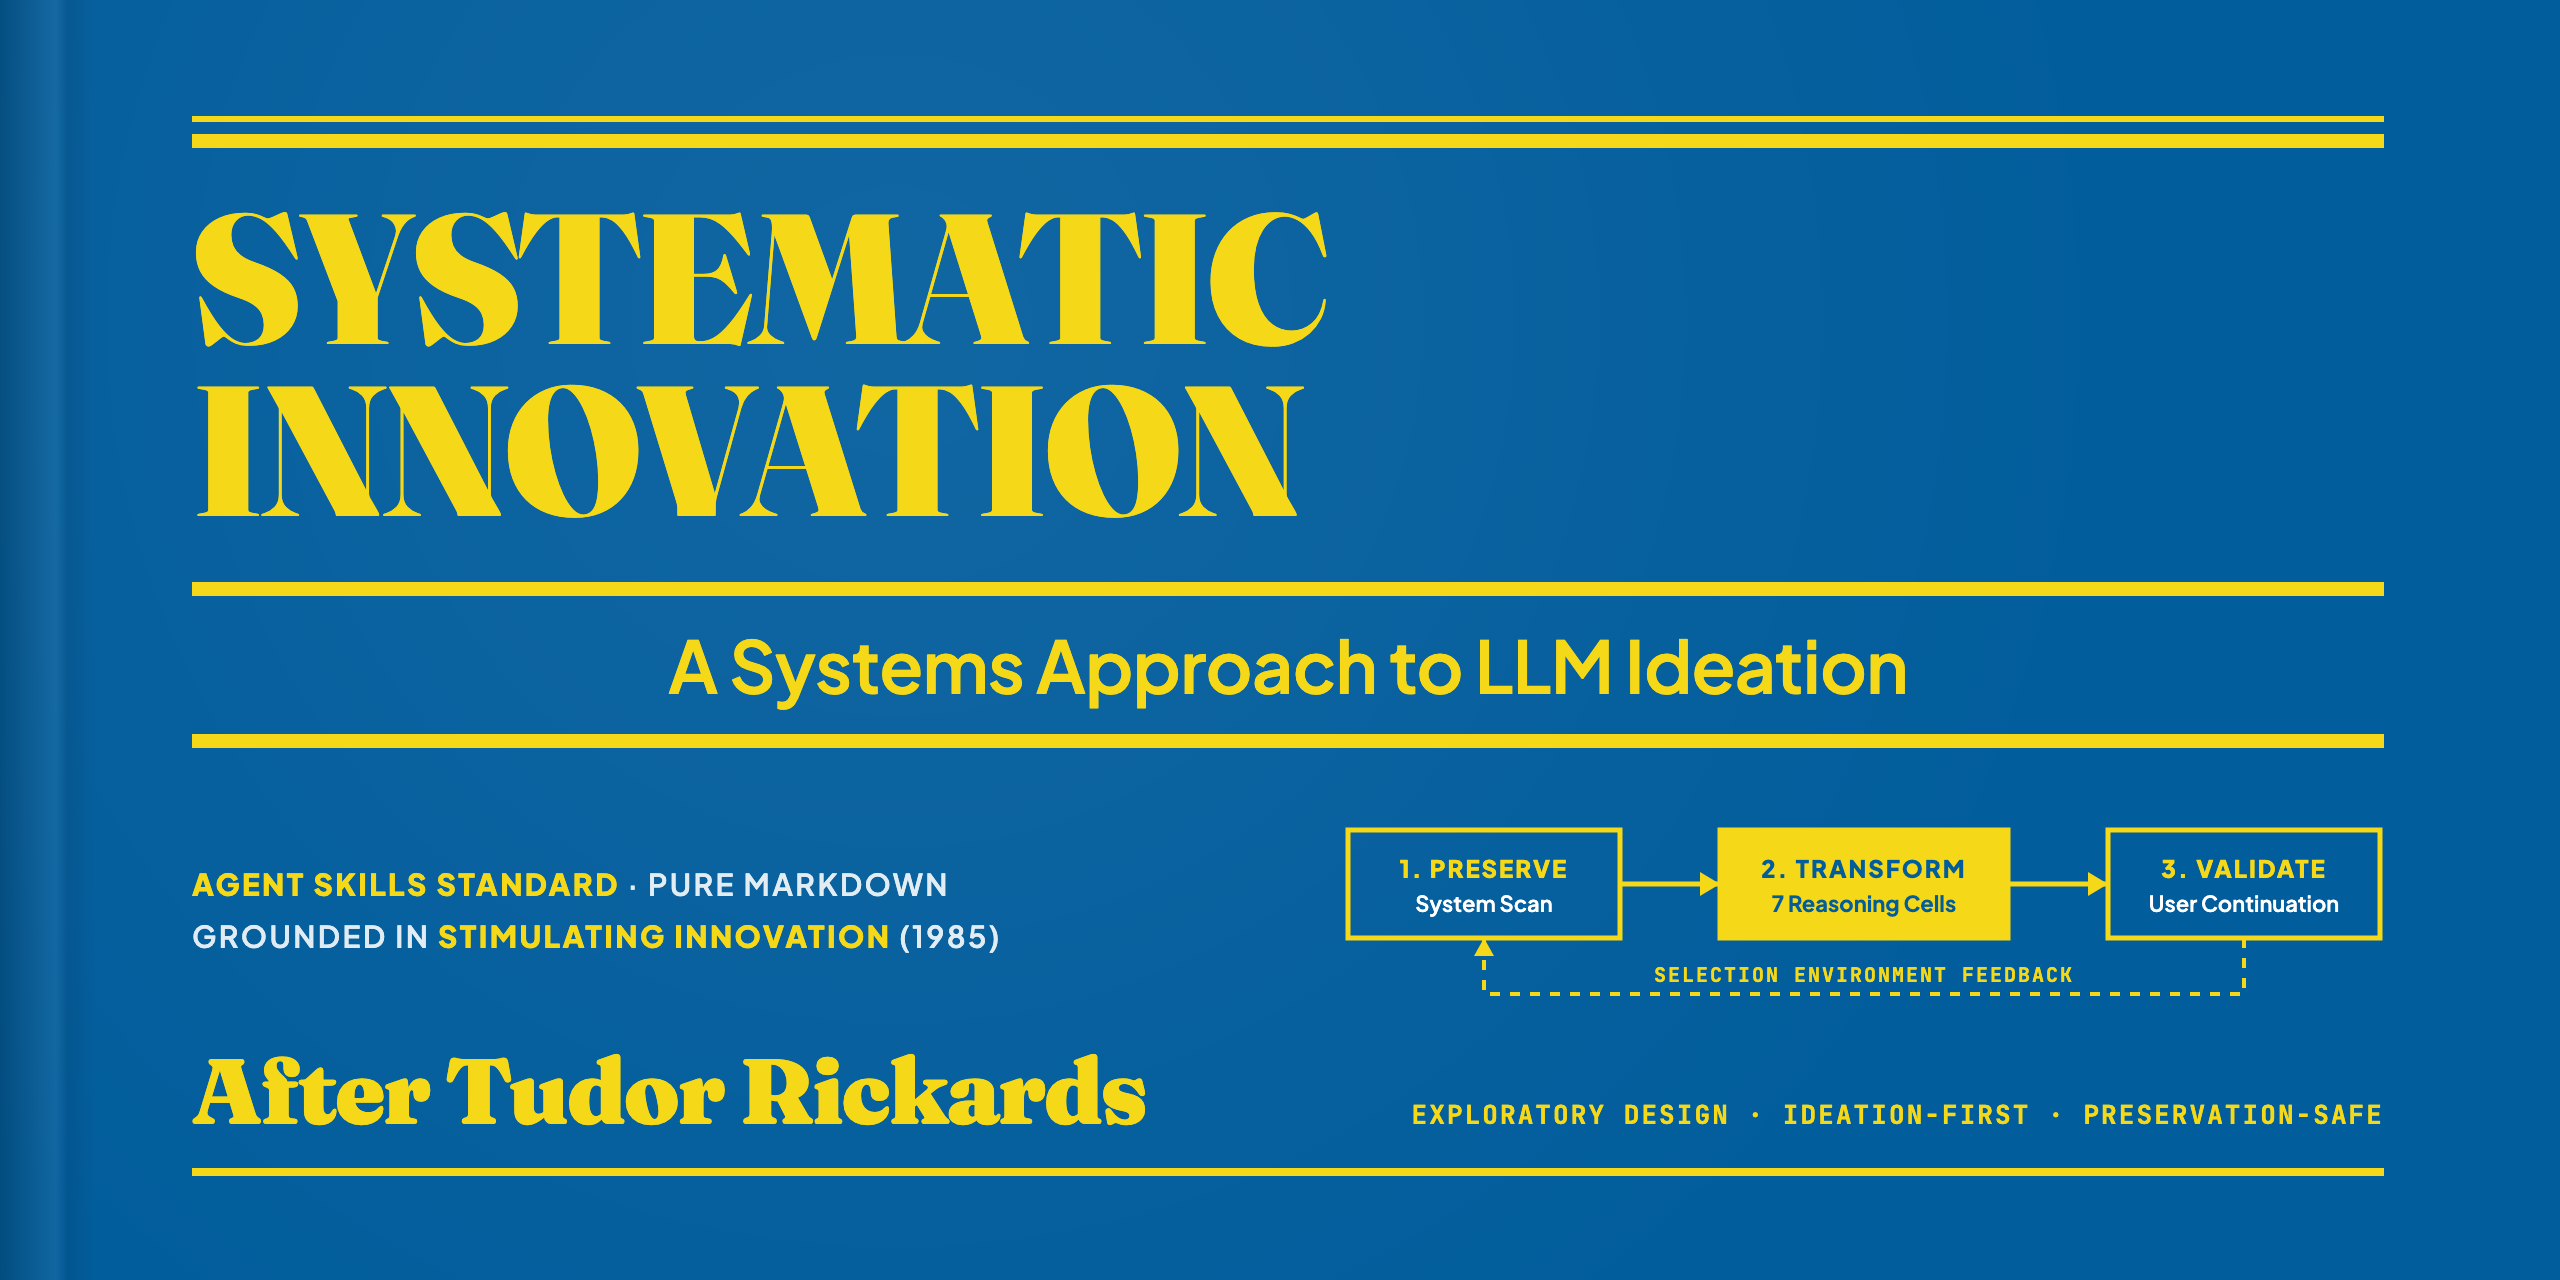 SYSTEMATIC
INNOVATION
A Systems Approach to LLM Ideation
AGENT SKILLS STANDARD · PURE MARKDOWN
GROUNDED IN STIMULATING INNOVATION (1985)
1. PRESERVE
System Scan
2. TRANSFORM
7 Reasoning Cells
3. VALIDATE
User Continuation
SELECTION ENVIRONMENT FEEDBACK
After Tudor Rickards
EXPLORATORY DESIGN · IDEATION-FIRST · PRESERVATION-SAFE